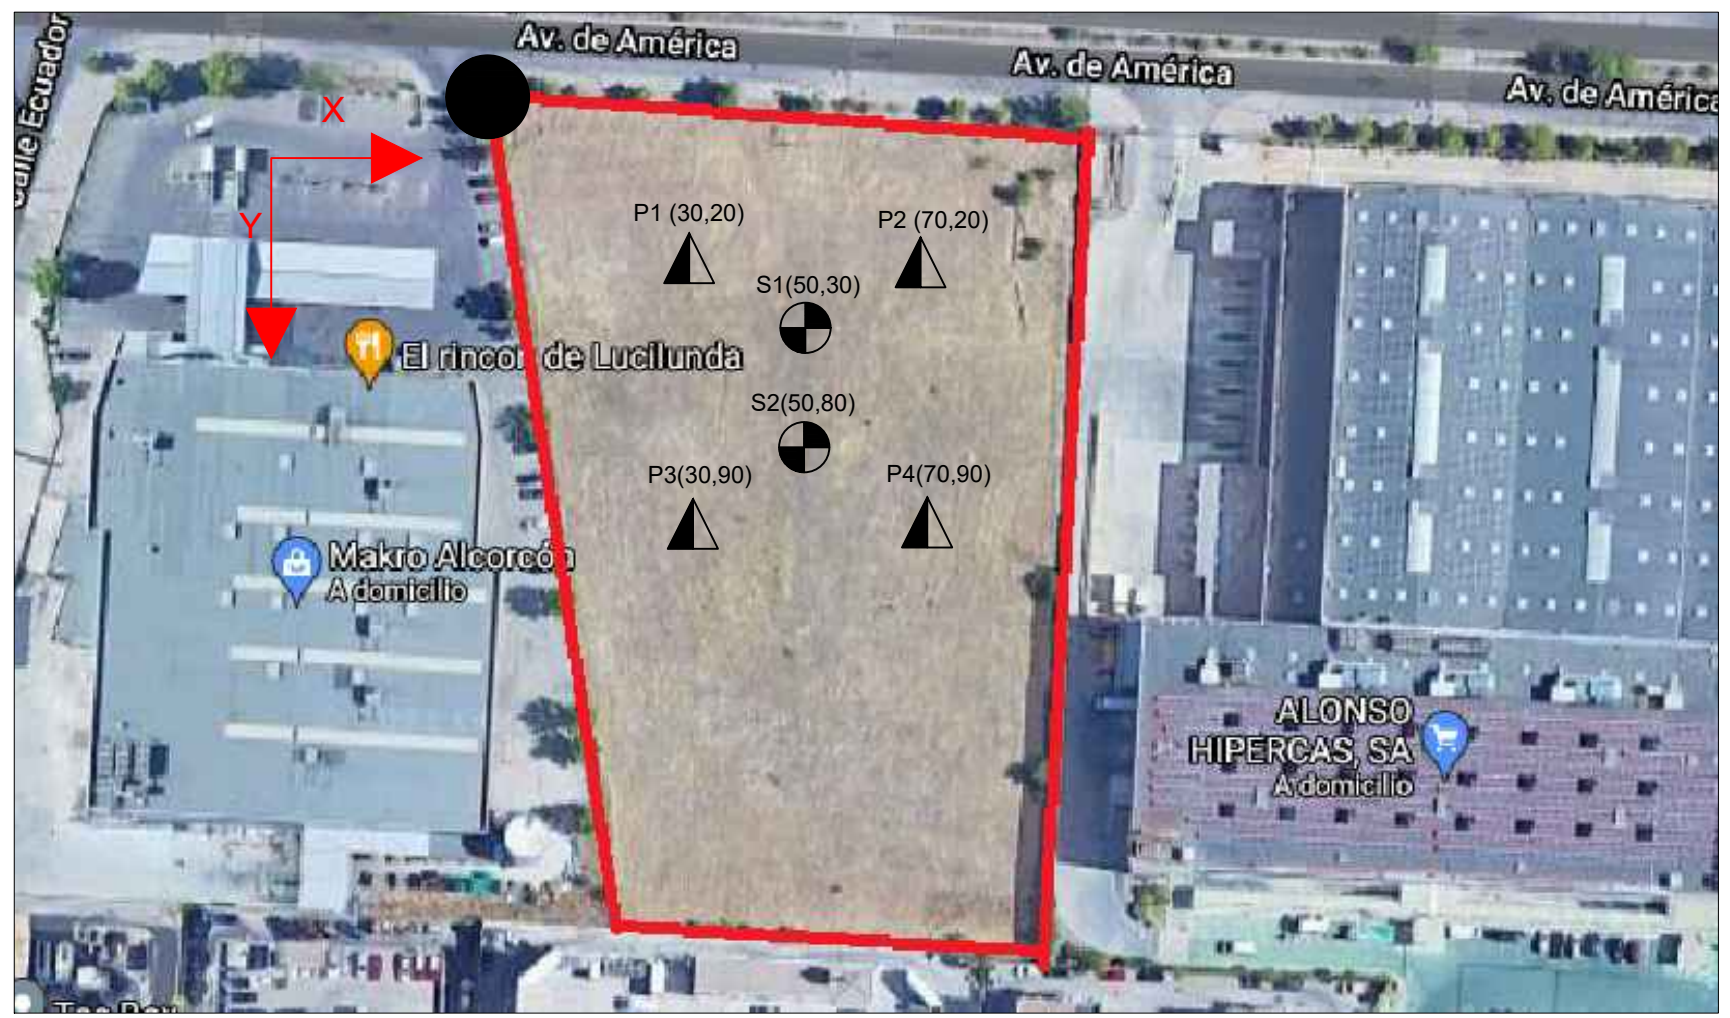 Av. de América
Av. de América
Av. de América
Calle Ecuador
X
Y
P1 (30,20)
P2 (70,20)
S1(50,30)
El rincon de Lucilunda
S2(50,80)
P3(30,90)
P4(70,90)
Makro Alcorcón
A domicilio
ALONSO
HIPERCAS, SA
A domicilio